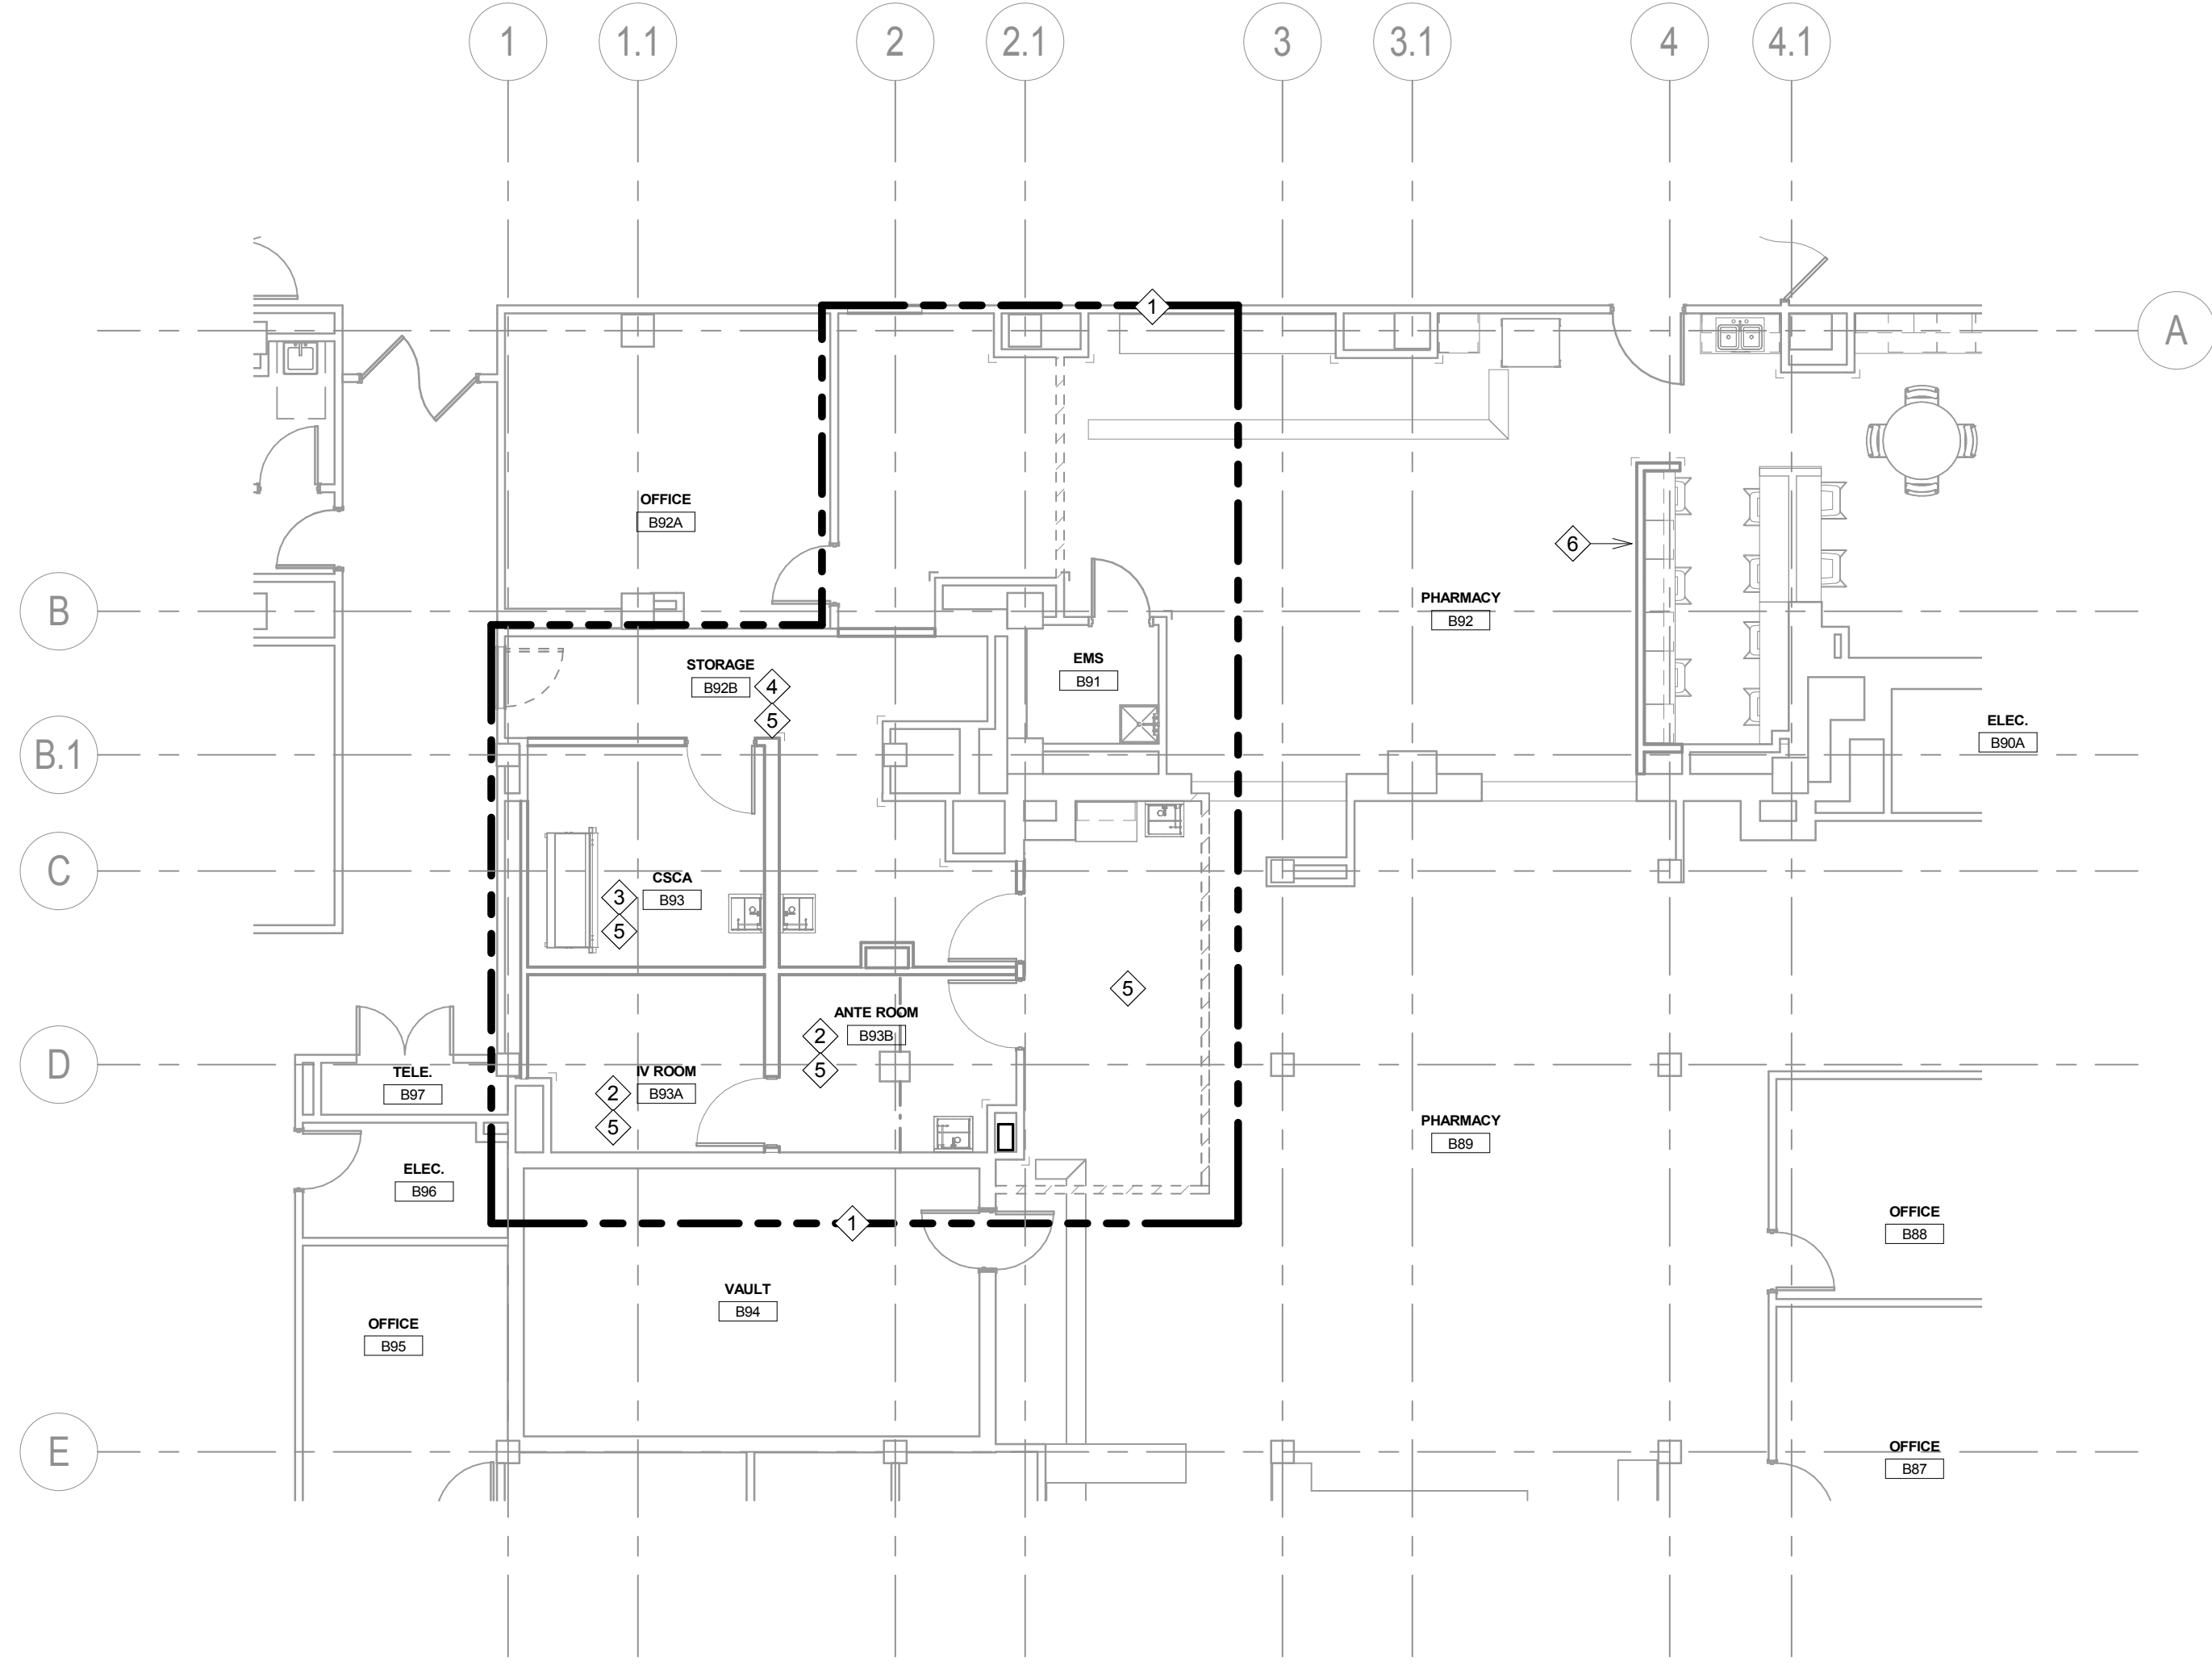 1
1.1
2
2.1
3
3.1
4
4.1
1
A
OFFICE
B92A
6
B
PHARMACY
B92
EMS
B91
STORAGE
B92B
4
5
ELEC.
B90A
B.1
C
CSCA
B93
3
5
5
ANTE ROOM
B93B
2
5
D
TELE.
B97
IV ROOM
B93A
2
5
PHARMACY
B89
ELEC.
B96
OFFICE
B88
1
VAULT
B94
OFFICE
B95
E
OFFICE
B87